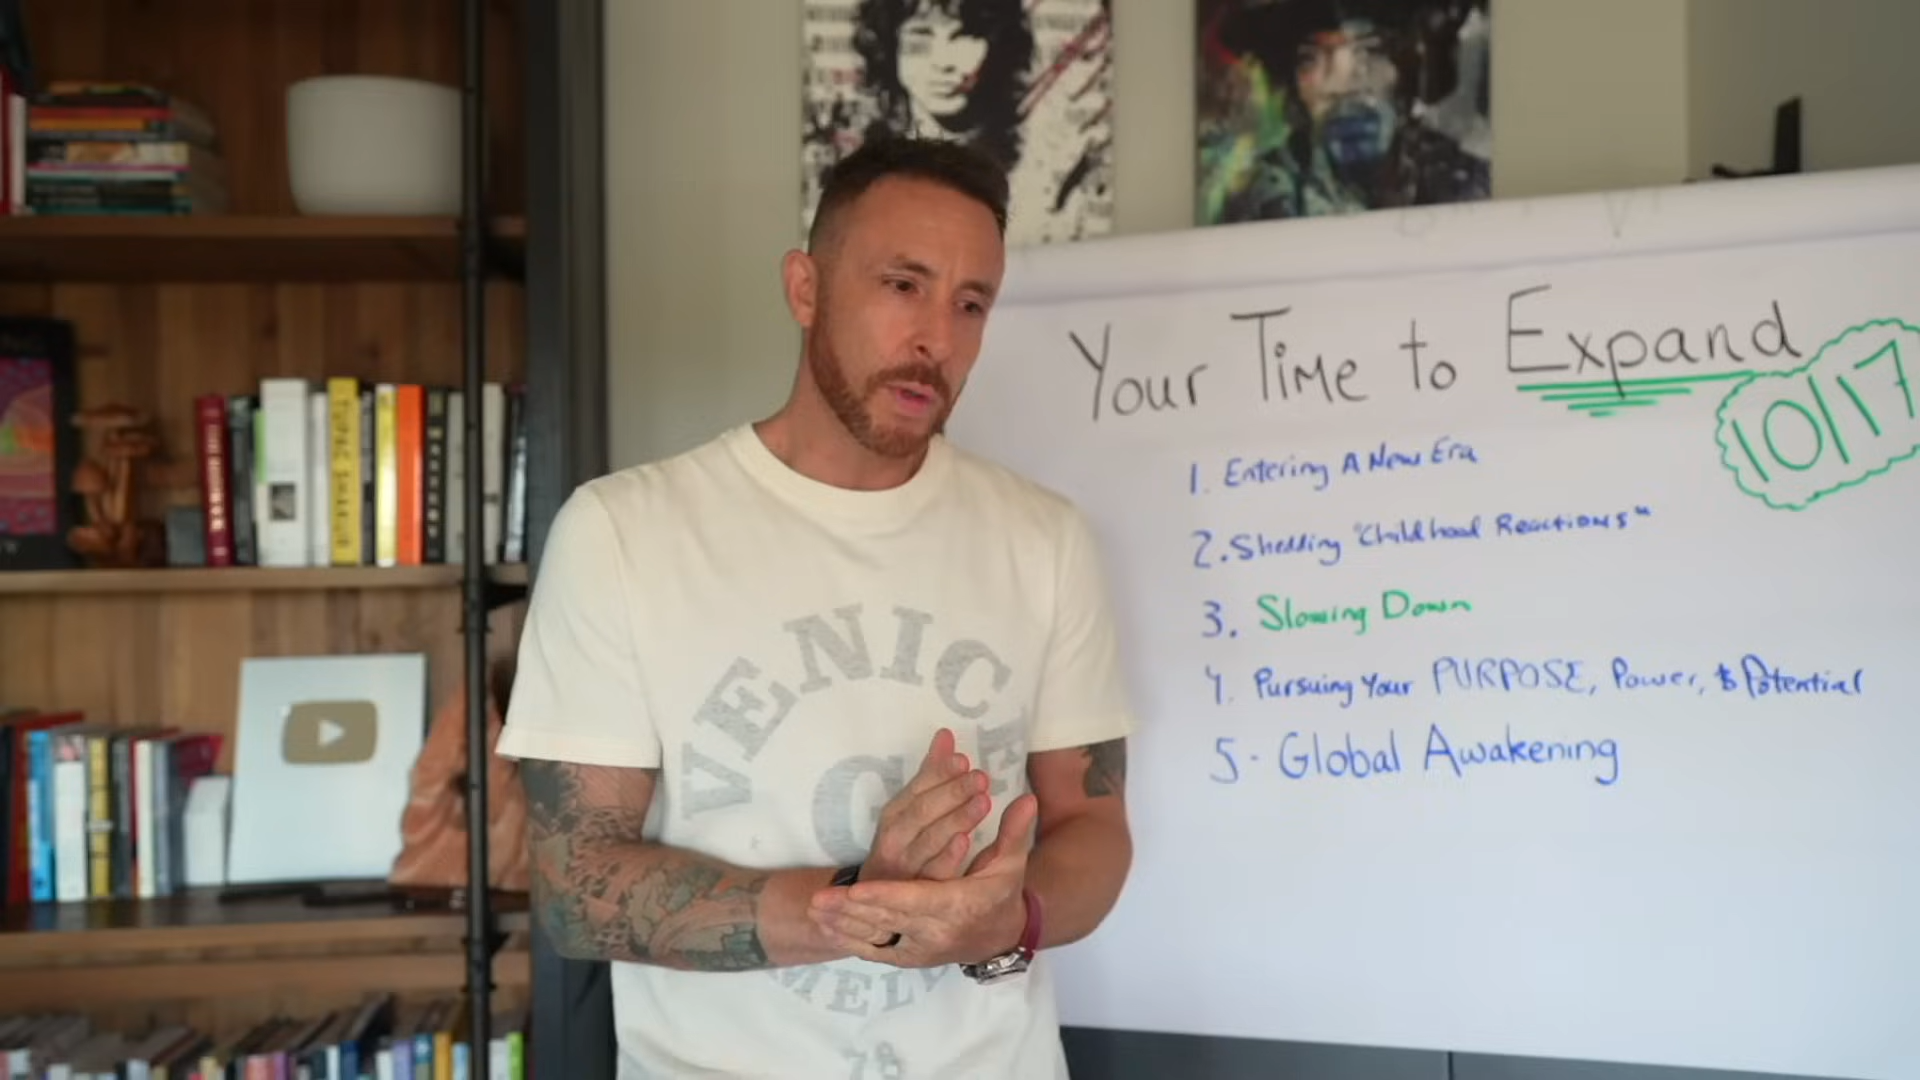 Your Time to Expand
10/17
1. Entering A New Era
2. Shedding "Childhood Reactions"
3. Slowing Down
4. Pursuing Your PURPOSE, Power, & Potential
5. Global Awakening
VENICE
G
78